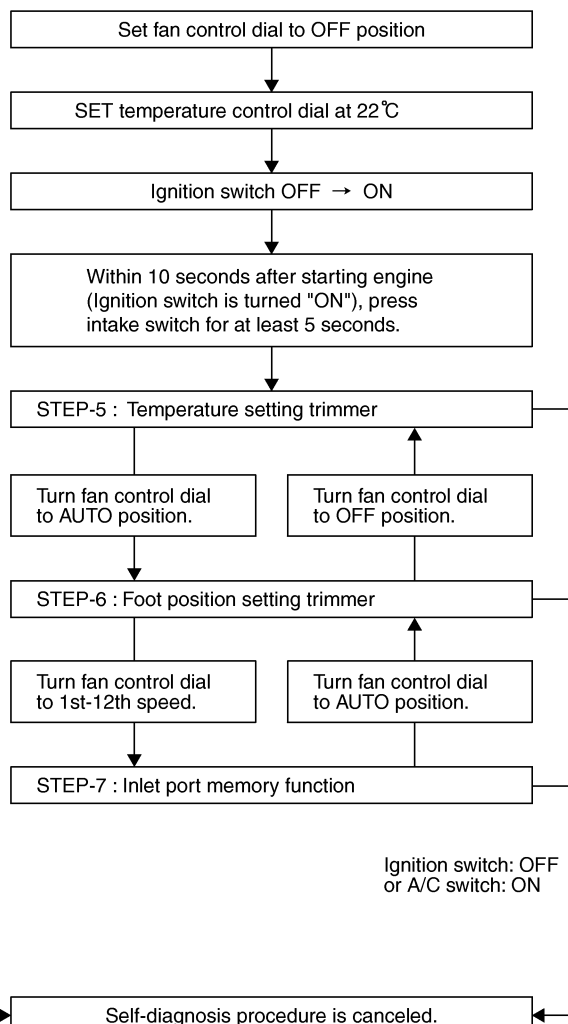 Set fan control dial to OFF position
SET temperature control dial at 22℃
Ignition switch OFF → ON
Within 10 seconds after starting engine
(Ignition switch is turned "ON"), press
intake switch for at least 5 seconds.
STEP-5 : Temperature setting trimmer
Turn fan control dial
to AUTO position.
Turn fan control dial
to OFF position.
STEP-6 : Foot position setting trimmer
Turn fan control dial
to 1st-12th speed.
Turn fan control dial
to AUTO position.
STEP-7 : Inlet port memory function
Ignition switch: OFF
or A/C switch: ON
Self-diagnosis procedure is canceled.